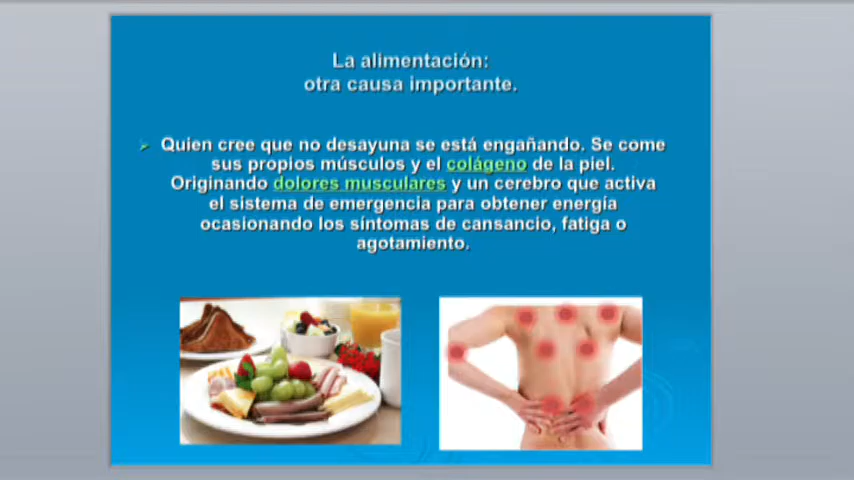 La alimentación:
otra causa importante.
Quien cree que no desayuna se está engañando. Se come
sus propios músculos y el colágeno de la piel.
Originando dolores musculares y un cerebro que activa
el sistema de emergencia para obtener energía
ocasionando los síntomas de cansancio, fatiga o
agotamiento.